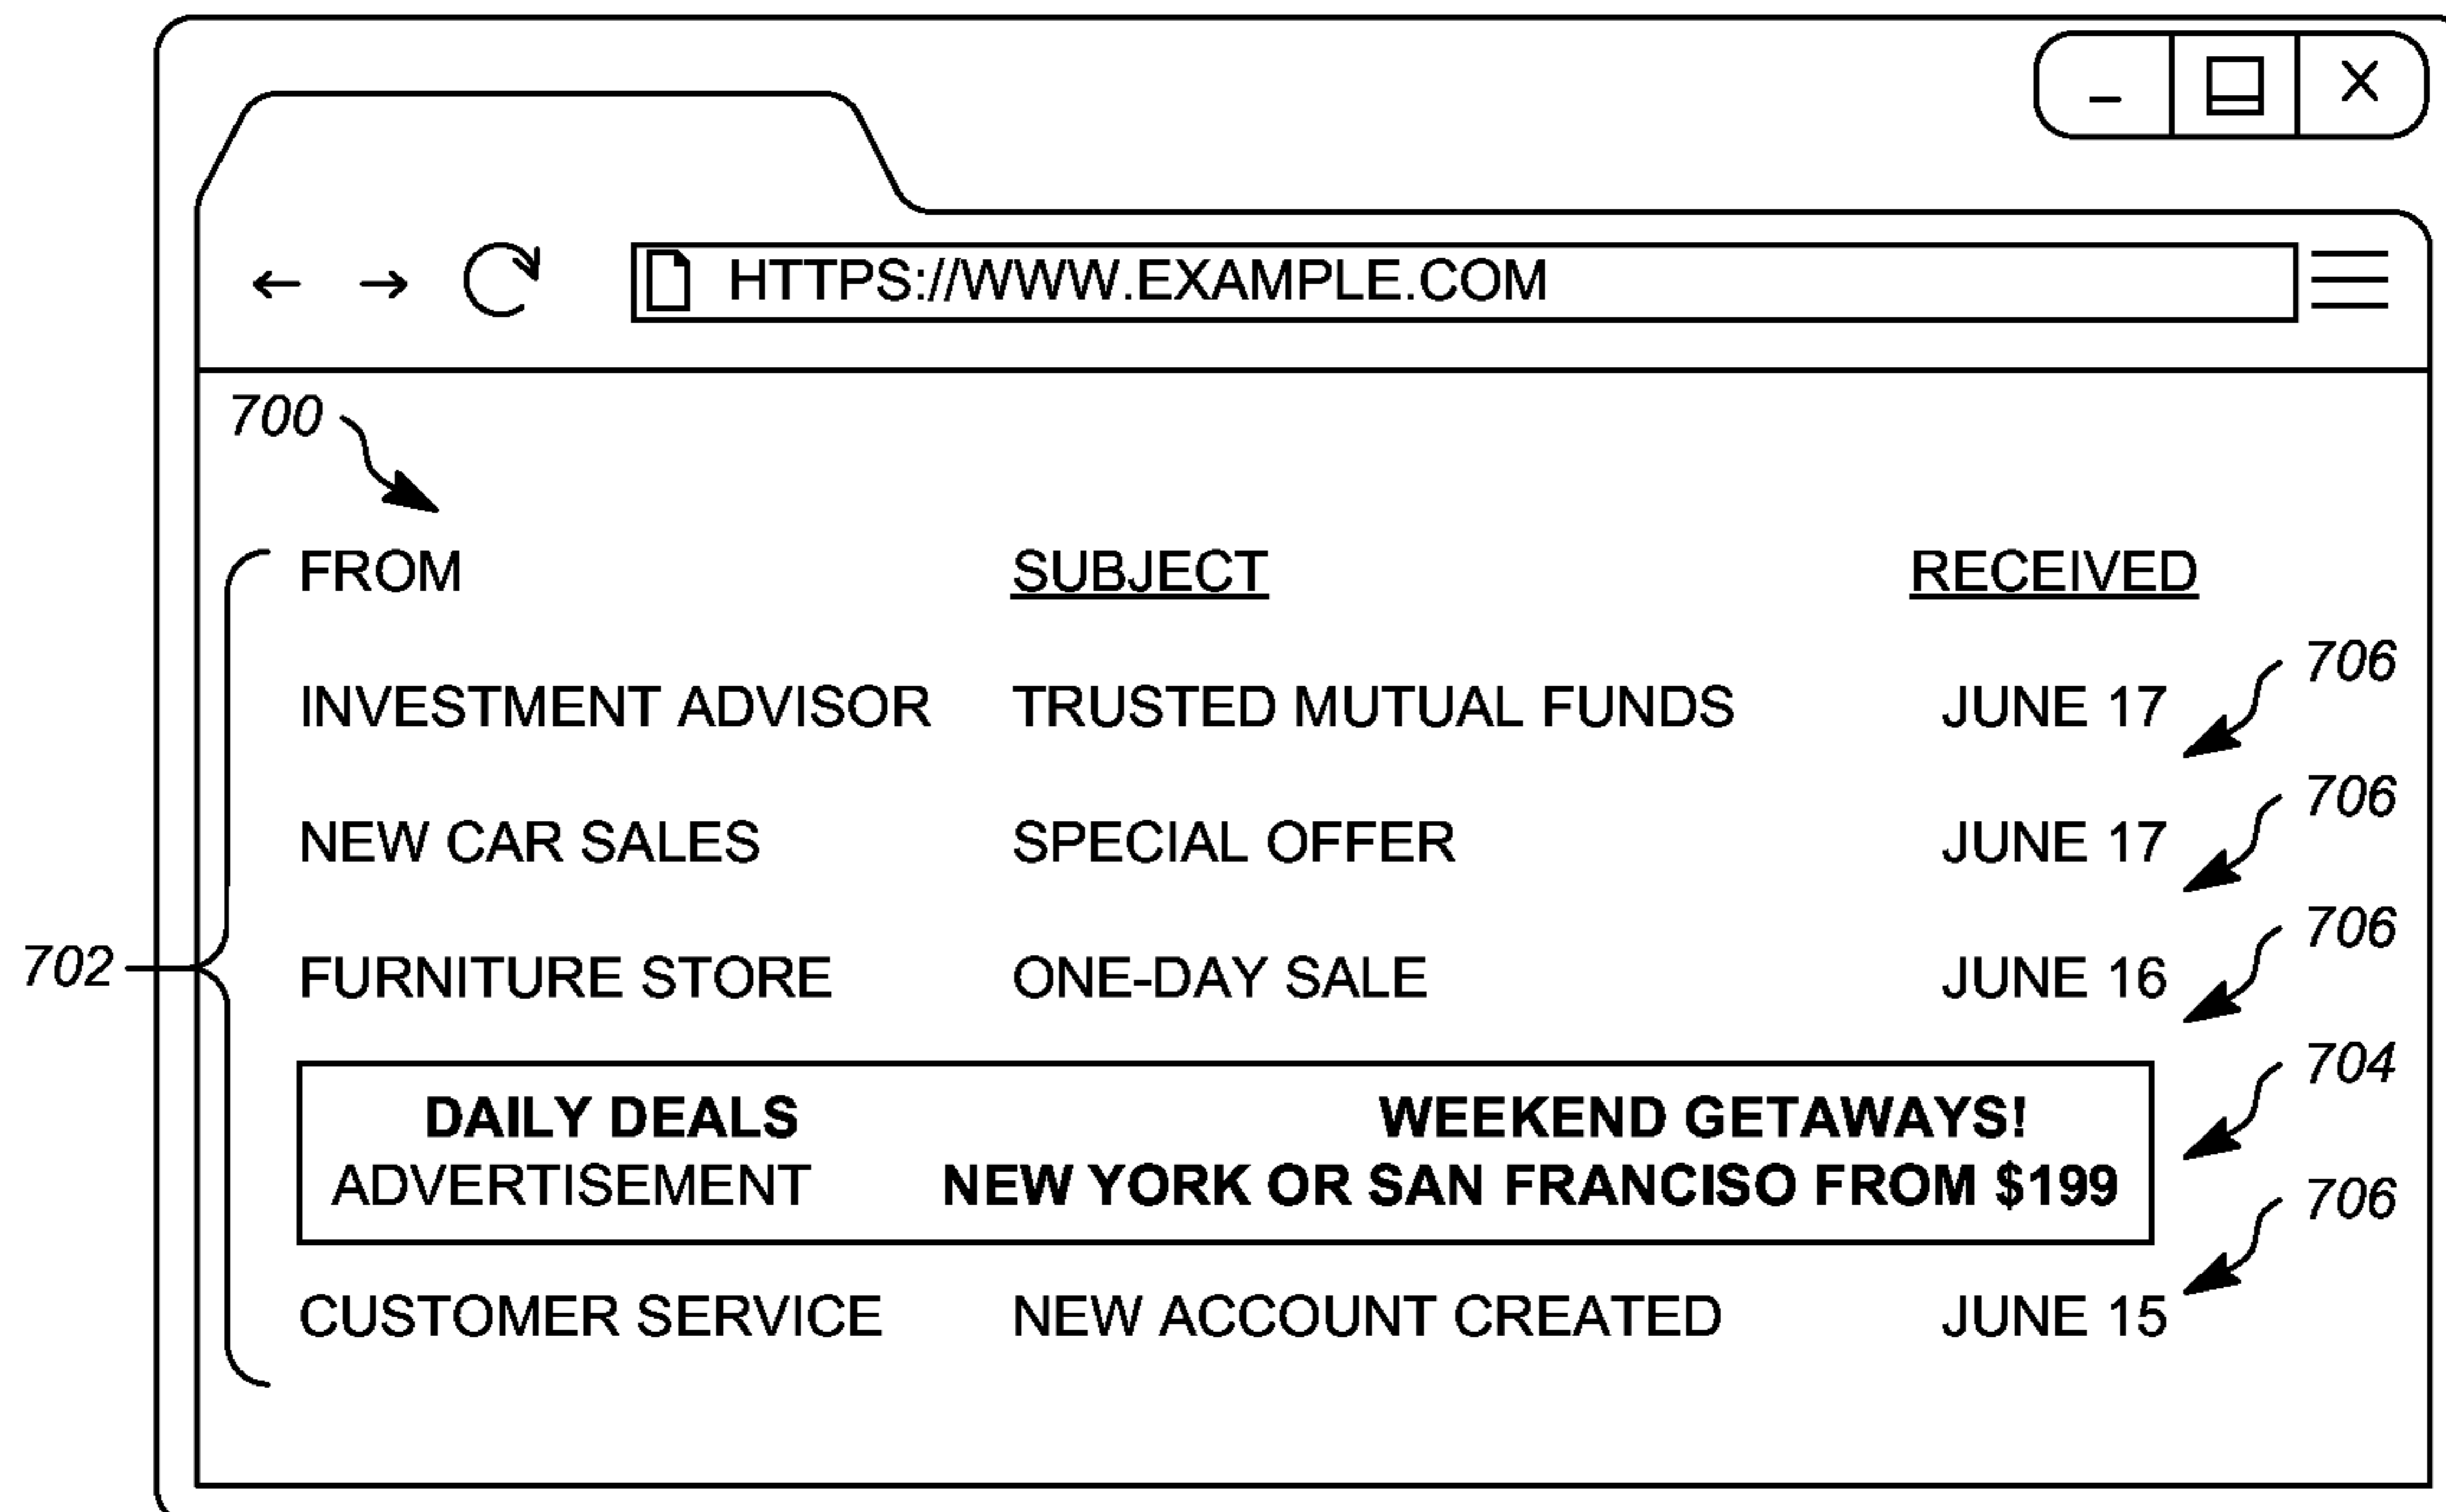 - X
HTTPS://WWW.EXAMPLE.COM
700
FROM SUBJECT RECEIVED
706
INVESTMENT ADVISOR TRUSTED MUTUAL FUNDS JUNE 17
706
NEW CAR SALES SPECIAL OFFER JUNE 17
706
702 FURNITURE STORE ONE-DAY SALE JUNE 16
704
DAILY DEALS WEEKEND GETAWAYS!
ADVERTISEMENT NEW YORK OR SAN FRANCISO FROM $199
706
CUSTOMER SERVICE NEW ACCOUNT CREATED JUNE 15